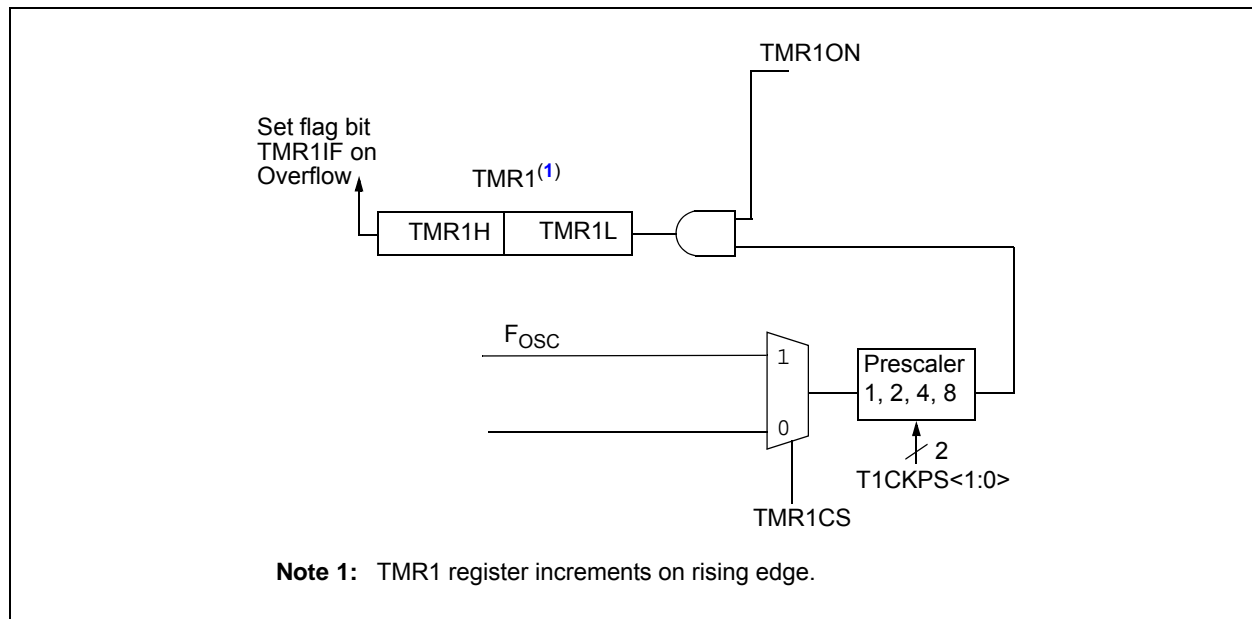 TMR1ON
Set flag bit
TMR1IF on
Overflow
TMR1(1)
TMR1H
TMR1L
FOSC
1
Prescaler
1, 2, 4, 8
0
2
T1CKPS<1:0>
TMR1CS
Note 1: TMR1 register increments on rising edge.